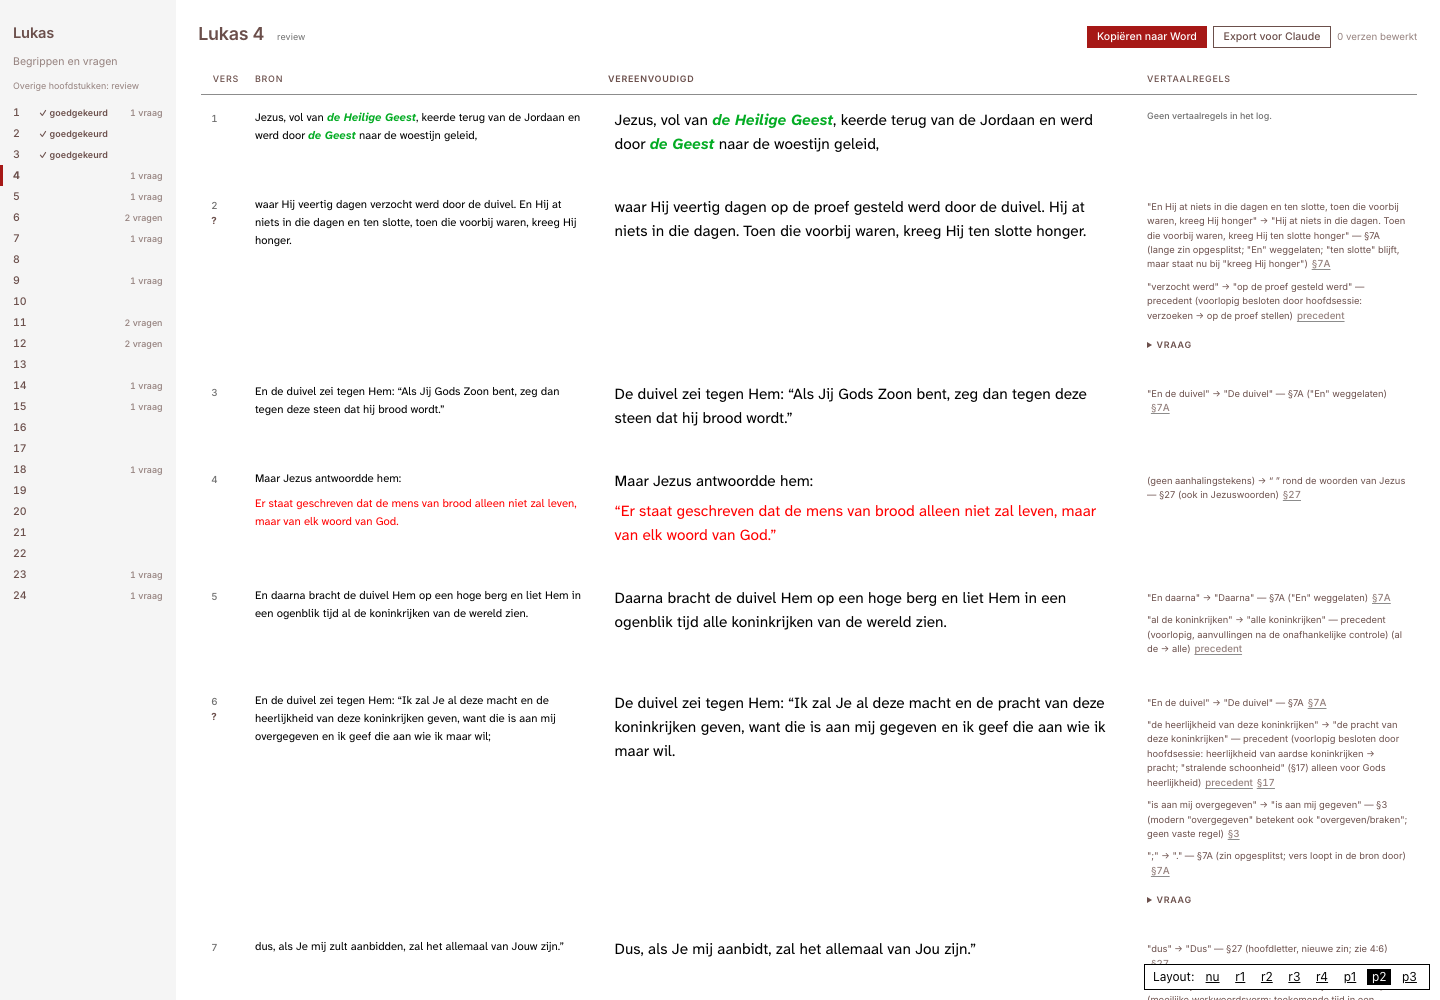 Lukas
Begrippen en vragen
Overige hoofdstukken: review
1 ✓ goedgekeurd 1 vraag
2 ✓ goedgekeurd
3 ✓ goedgekeurd
4 1 vraag
5 1 vraag
6 2 vragen
7 1 vraag
8
9 1 vraag
10
11 2 vragen
12 2 vragen
13
14 1 vraag
15 1 vraag
16
17
18 1 vraag
19
20
21
22
23 1 vraag
24 1 vraag
Lukas 4 review
Kopiëren naar Word Export voor Claude 0 verzen bewerkt
VERS BRON VEREENVOUDIGD VERTAALREGELS
1
Jezus, vol van de Heilige Geest, keerde terug van de Jordaan en
werd door de Geest naar de woestijn geleid,
Jezus, vol van de Heilige Geest, keerde terug van de Jordaan en werd
door de Geest naar de woestijn geleid,
Geen vertaalregels in het log.
2
?
waar Hij veertig dagen verzocht werd door de duivel. En Hij at
niets in die dagen en ten slotte, toen die voorbij waren, kreeg Hij
honger.
waar Hij veertig dagen op de proef gesteld werd door de duivel. Hij at
niets in die dagen. Toen die voorbij waren, kreeg Hij ten slotte honger.
"En Hij at niets in die dagen en ten slotte, toen die voorbij
waren, kreeg Hij honger" → "Hij at niets in die dagen. Toen
die voorbij waren, kreeg Hij ten slotte honger" — §7A
(lange zin opgesplitst; "En" weggelaten; "ten slotte" blijft,
maar staat nu bij "kreeg Hij honger") §7A
"verzocht werd" → "op de proef gesteld werd" —
precedent (voorlopig besloten door hoofdsessie:
verzoeken → op de proef stellen) precedent
▶ VRAAG
3
En de duivel zei tegen Hem: “Als Jij Gods Zoon bent, zeg dan
tegen deze steen dat hij brood wordt.”
De duivel zei tegen Hem: “Als Jij Gods Zoon bent, zeg dan tegen deze
steen dat hij brood wordt.”
"En de duivel" → "De duivel" — §7A ("En" weggelaten)
§7A
4
Maar Jezus antwoordde hem:
Er staat geschreven dat de mens van brood alleen niet zal leven,
maar van elk woord van God.
Maar Jezus antwoordde hem:
“Er staat geschreven dat de mens van brood alleen niet zal leven, maar
van elk woord van God.”
(geen aanhalingstekens) → “ ” rond de woorden van Jezus
— §27 (ook in Jezuswoorden) §27
5
En daarna bracht de duivel Hem op een hoge berg en liet Hem in
een ogenblik tijd al de koninkrijken van de wereld zien.
Daarna bracht de duivel Hem op een hoge berg en liet Hem in een
ogenblik tijd alle koninkrijken van de wereld zien.
"En daarna" → "Daarna" — §7A ("En" weggelaten) §7A
"al de koninkrijken" → "alle koninkrijken" — precedent
(voorlopig, aanvullingen na de onafhankelijke controle) (al
de → alle) precedent
6
?
En de duivel zei tegen Hem: “Ik zal Je al deze macht en de
heerlijkheid van deze koninkrijken geven, want die is aan mij
overgegeven en ik geef die aan wie ik maar wil;
De duivel zei tegen Hem: “Ik zal Je al deze macht en de pracht van deze
koninkrijken geven, want die is aan mij gegeven en ik geef die aan wie ik
maar wil.
"En de duivel" → "De duivel" — §7A §7A
"de heerlijkheid van deze koninkrijken" → "de pracht van
deze koninkrijken" — precedent (voorlopig besloten door
hoofdsessie: heerlijkheid van aardse koninkrijken →
pracht; "stralende schoonheid" (§17) alleen voor Gods
heerlijkheid) precedent §17
"is aan mij overgegeven" → "is aan mij gegeven" — §3
(modern "overgegeven" betekent ook "overgeven/braken";
geen vaste regel) §3
";" → "." — §7A (zin opgesplitst; vers loopt in de bron door)
§7A
▶ VRAAG
7
dus, als Je mij zult aanbidden, zal het allemaal van Jouw zijn.”
Dus, als Je mij aanbidt, zal het allemaal van Jou zijn.”
"dus" → "Dus" — §27 (hoofdletter, nieuwe zin; zie 4:6)
Layout: nu r1 r2 r3 r4 p1 p2 p3